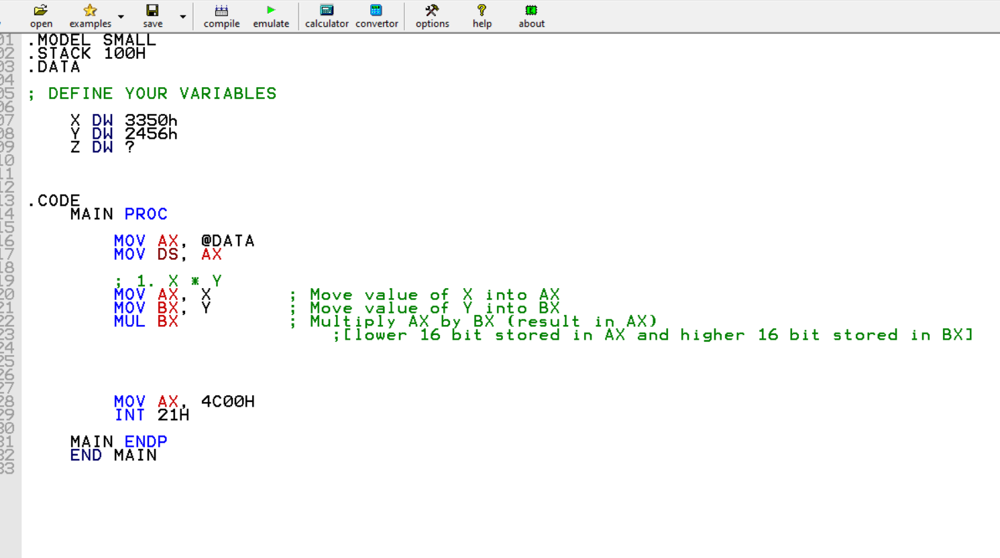 open examples save compile emulate calculator convertor options help about
01 .MODEL SMALL
02 .STACK 100H
03 .DATA
04
05 ; DEFINE YOUR VARIABLES
06
07 X DW 3350h
08 Y DW 2456h
09 Z DW ?
10
11
12
13 .CODE
14 MAIN PROC
15
16 MOV AX, @DATA
17 MOV DS, AX
18
19 ; 1. X * Y
20 MOV AX, X ; Move value of X into AX
21 MOV BX, Y ; Move value of Y into BX
22 MUL BX ; Multiply AX by BX (result in AX)
23 ;[lower 16 bit stored in AX and higher 16 bit stored in BX]
24
25
26
27
28 MOV AX, 4C00H
29 INT 21H
30
31 MAIN ENDP
32 END MAIN
33